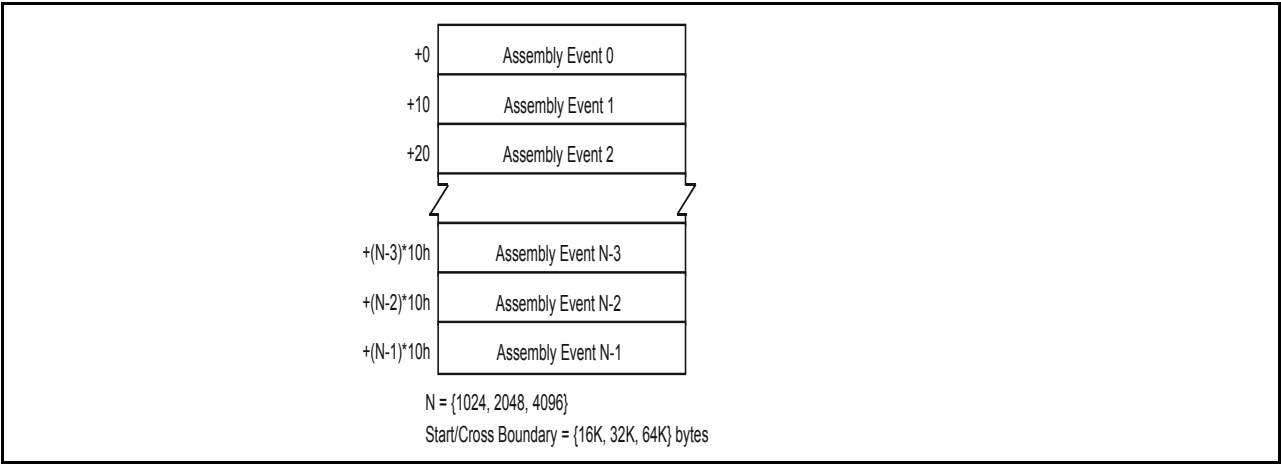 +0 Assembly Event 0
+10 Assembly Event 1
+20 Assembly Event 2
+(N-3)*10h Assembly Event N-3
+(N-2)*10h Assembly Event N-2
+(N-1)*10h Assembly Event N-1
N = {1024, 2048, 4096}
Start/Cross Boundary = {16K, 32K, 64K} bytes